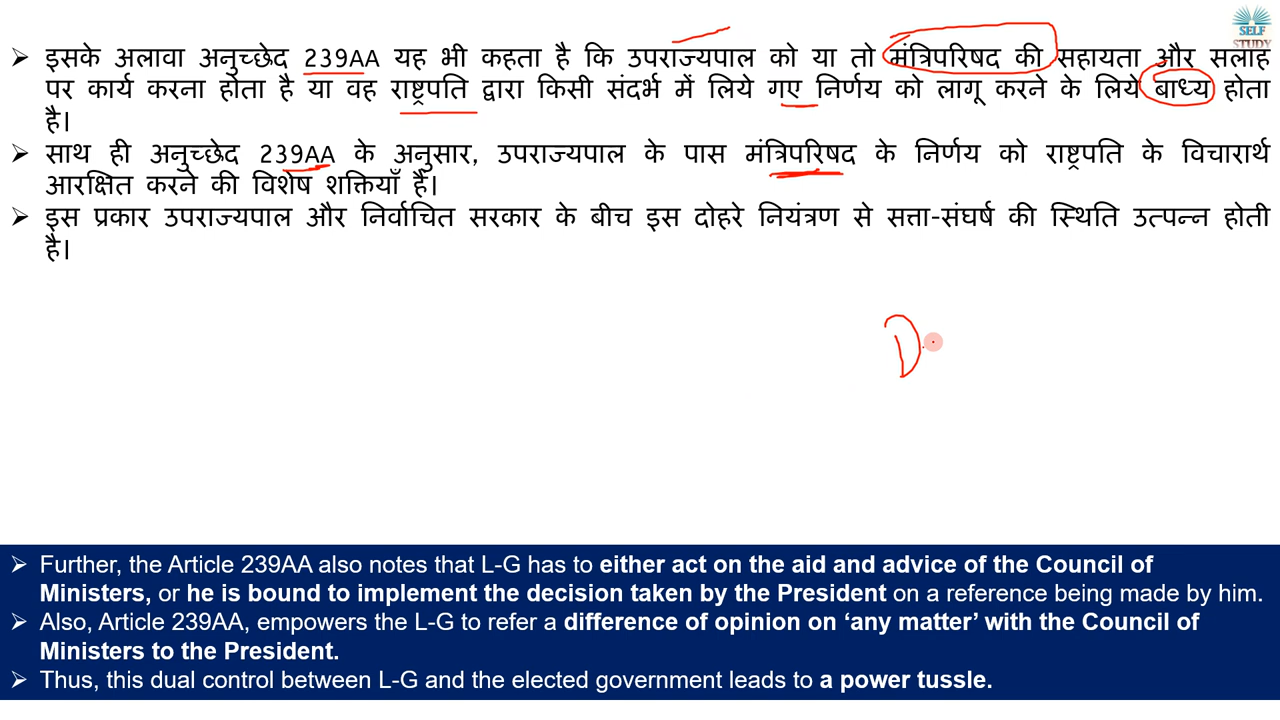 SELF
STUDY
➢ इसके अलावा अनुच्छेद 239AA यह भी कहता है कि उपराज्यपाल को या तो मंत्रिपरिषद की सहायता और सलाह
पर कार्य करना होता है या वह राष्ट्रपति द्वारा किसी संदर्भ में लिये गए निर्णय को लागू करने के लिये बाध्य होता
है।
➢ साथ ही अनुच्छेद 239AA के अनुसार, उपराज्यपाल के पास मंत्रिपरिषद के निर्णय को राष्ट्रपति के विचारार्थ
आरक्षित करने की विशेष शक्तियाँ हैं।
➢ इस प्रकार उपराज्यपाल और निर्वाचित सरकार के बीच इस दोहरे नियंत्रण से सत्ता-संघर्ष की स्थिति उत्पन्न होती
है।
D
➢ Further, the Article 239AA also notes that L-G has to either act on the aid and advice of the Council of
Ministers, or he is bound to implement the decision taken by the President on a reference being made by him.
➢ Also, Article 239AA, empowers the L-G to refer a difference of opinion on ‘any matter’ with the Council of
Ministers to the President.
➢ Thus, this dual control between L-G and the elected government leads to a power tussle.